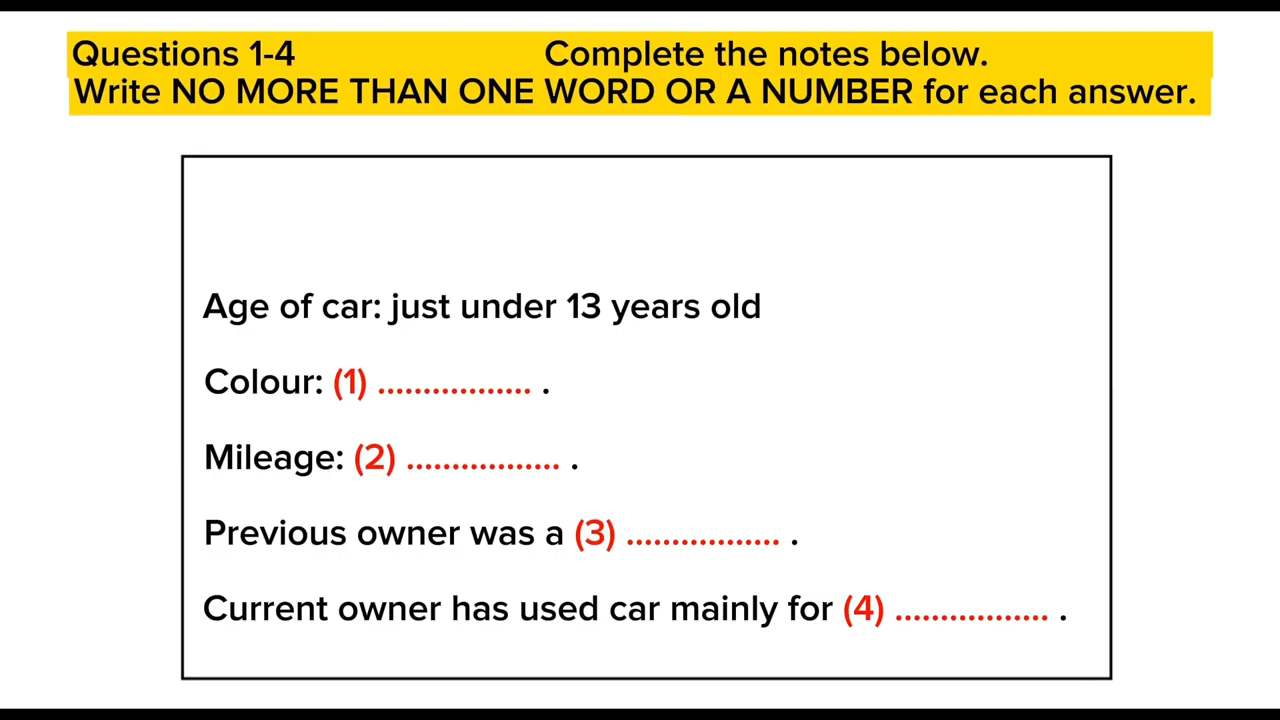 Questions 1-4 Complete the notes below.
Write NO MORE THAN ONE WORD OR A NUMBER for each answer.
Age of car: just under 13 years old
Colour: (1) ................. .
Mileage: (2) ................. .
Previous owner was a (3) ................. .
Current owner has used car mainly for (4) ................. .